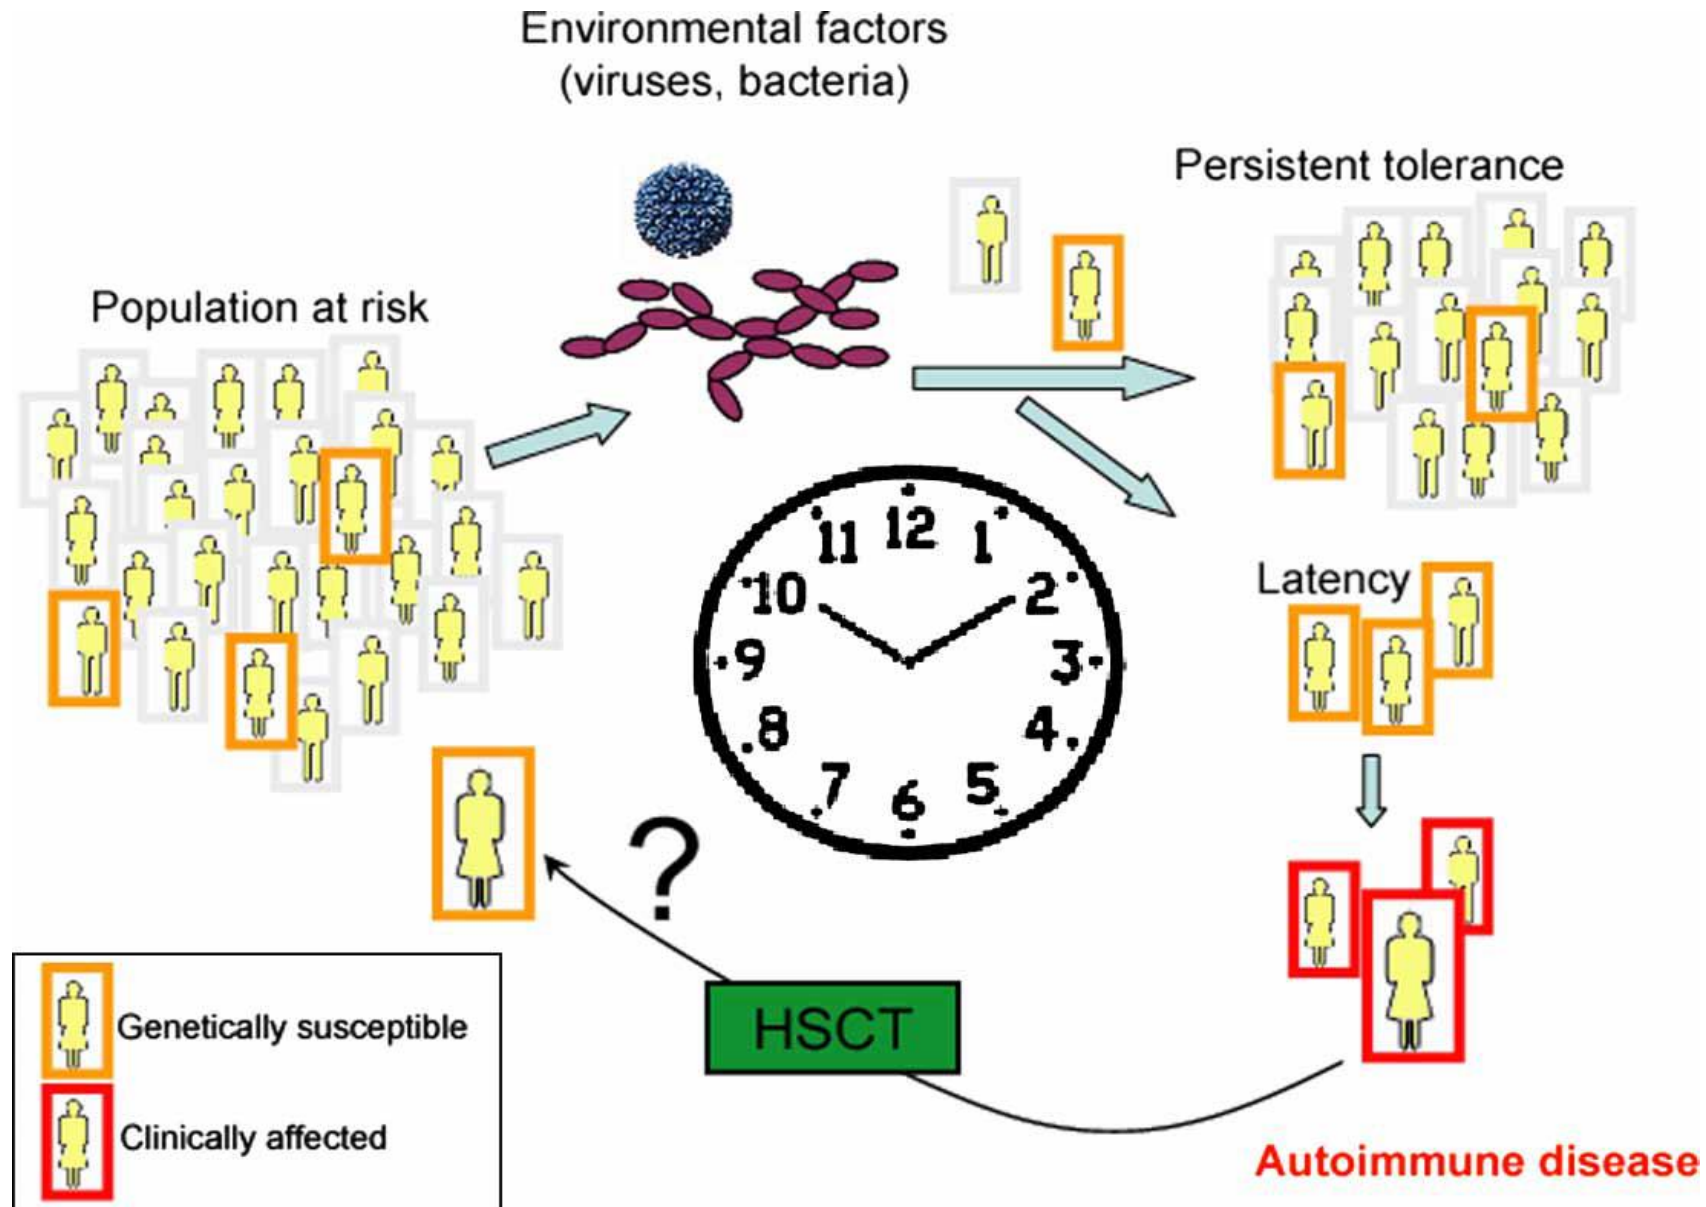 Environmental factors
(viruses, bacteria)
Persistent tolerance
Population at risk
11 12 1
10 2
9 3
8 4
7 6 5
Latency
?
HSCT
Genetically susceptible
Clinically affected
Autoimmune disease